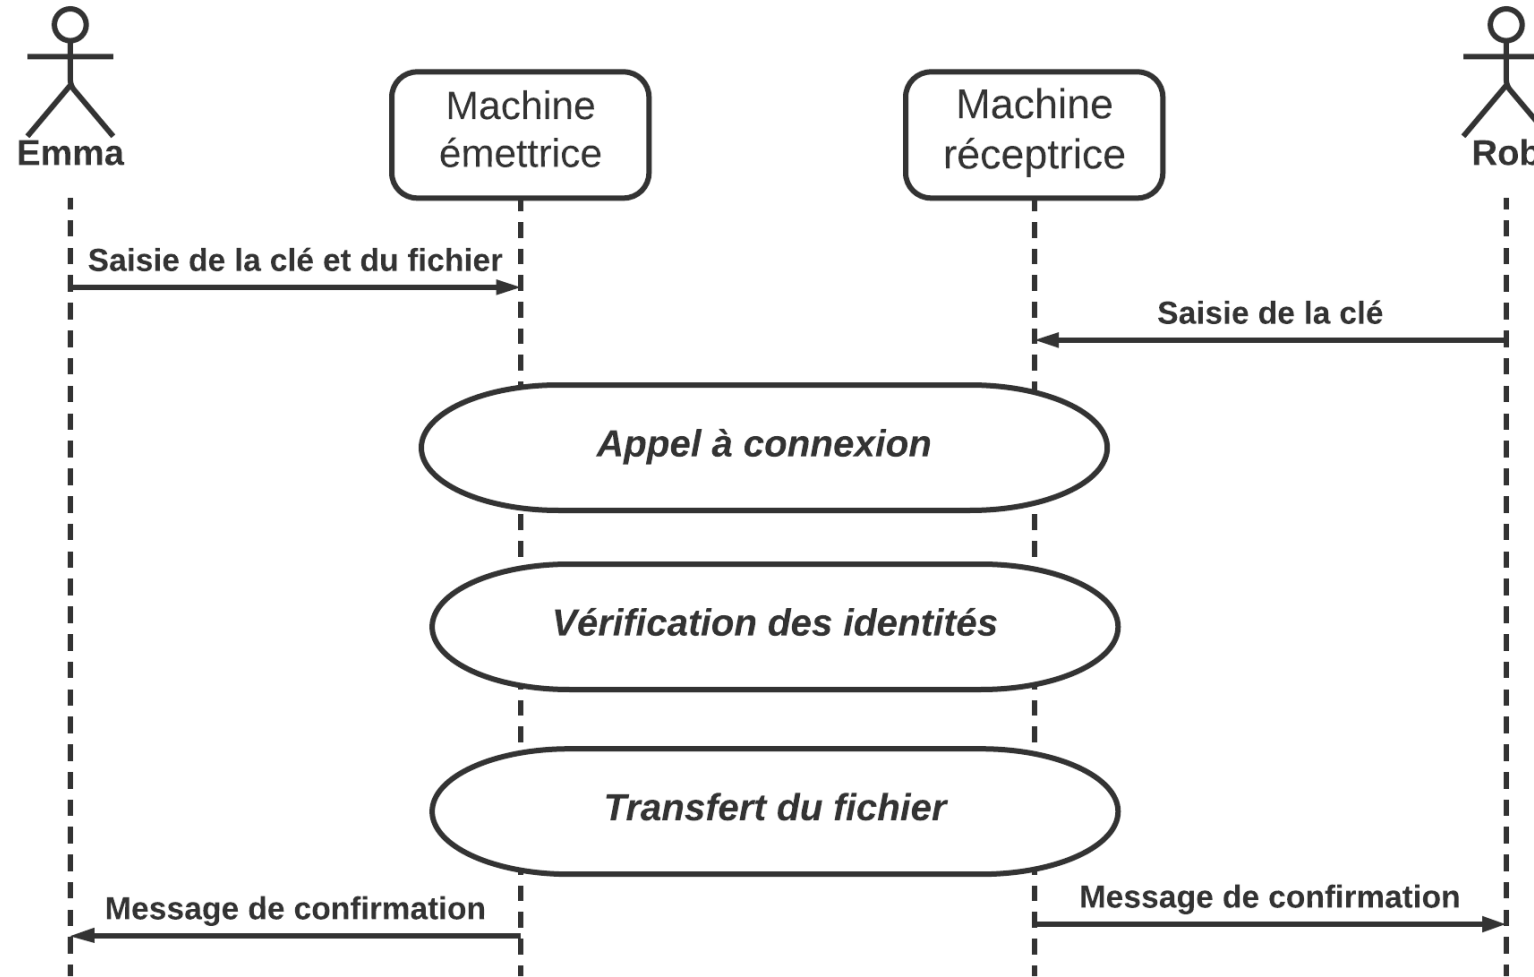 Emma
Machine
émettrice
Machine
réceptrice
Rob
Saisie de la clé et du fichier
Saisie de la clé
Appel à connexion
Vérification des identités
Transfert du fichier
Message de confirmation
Message de confirmation